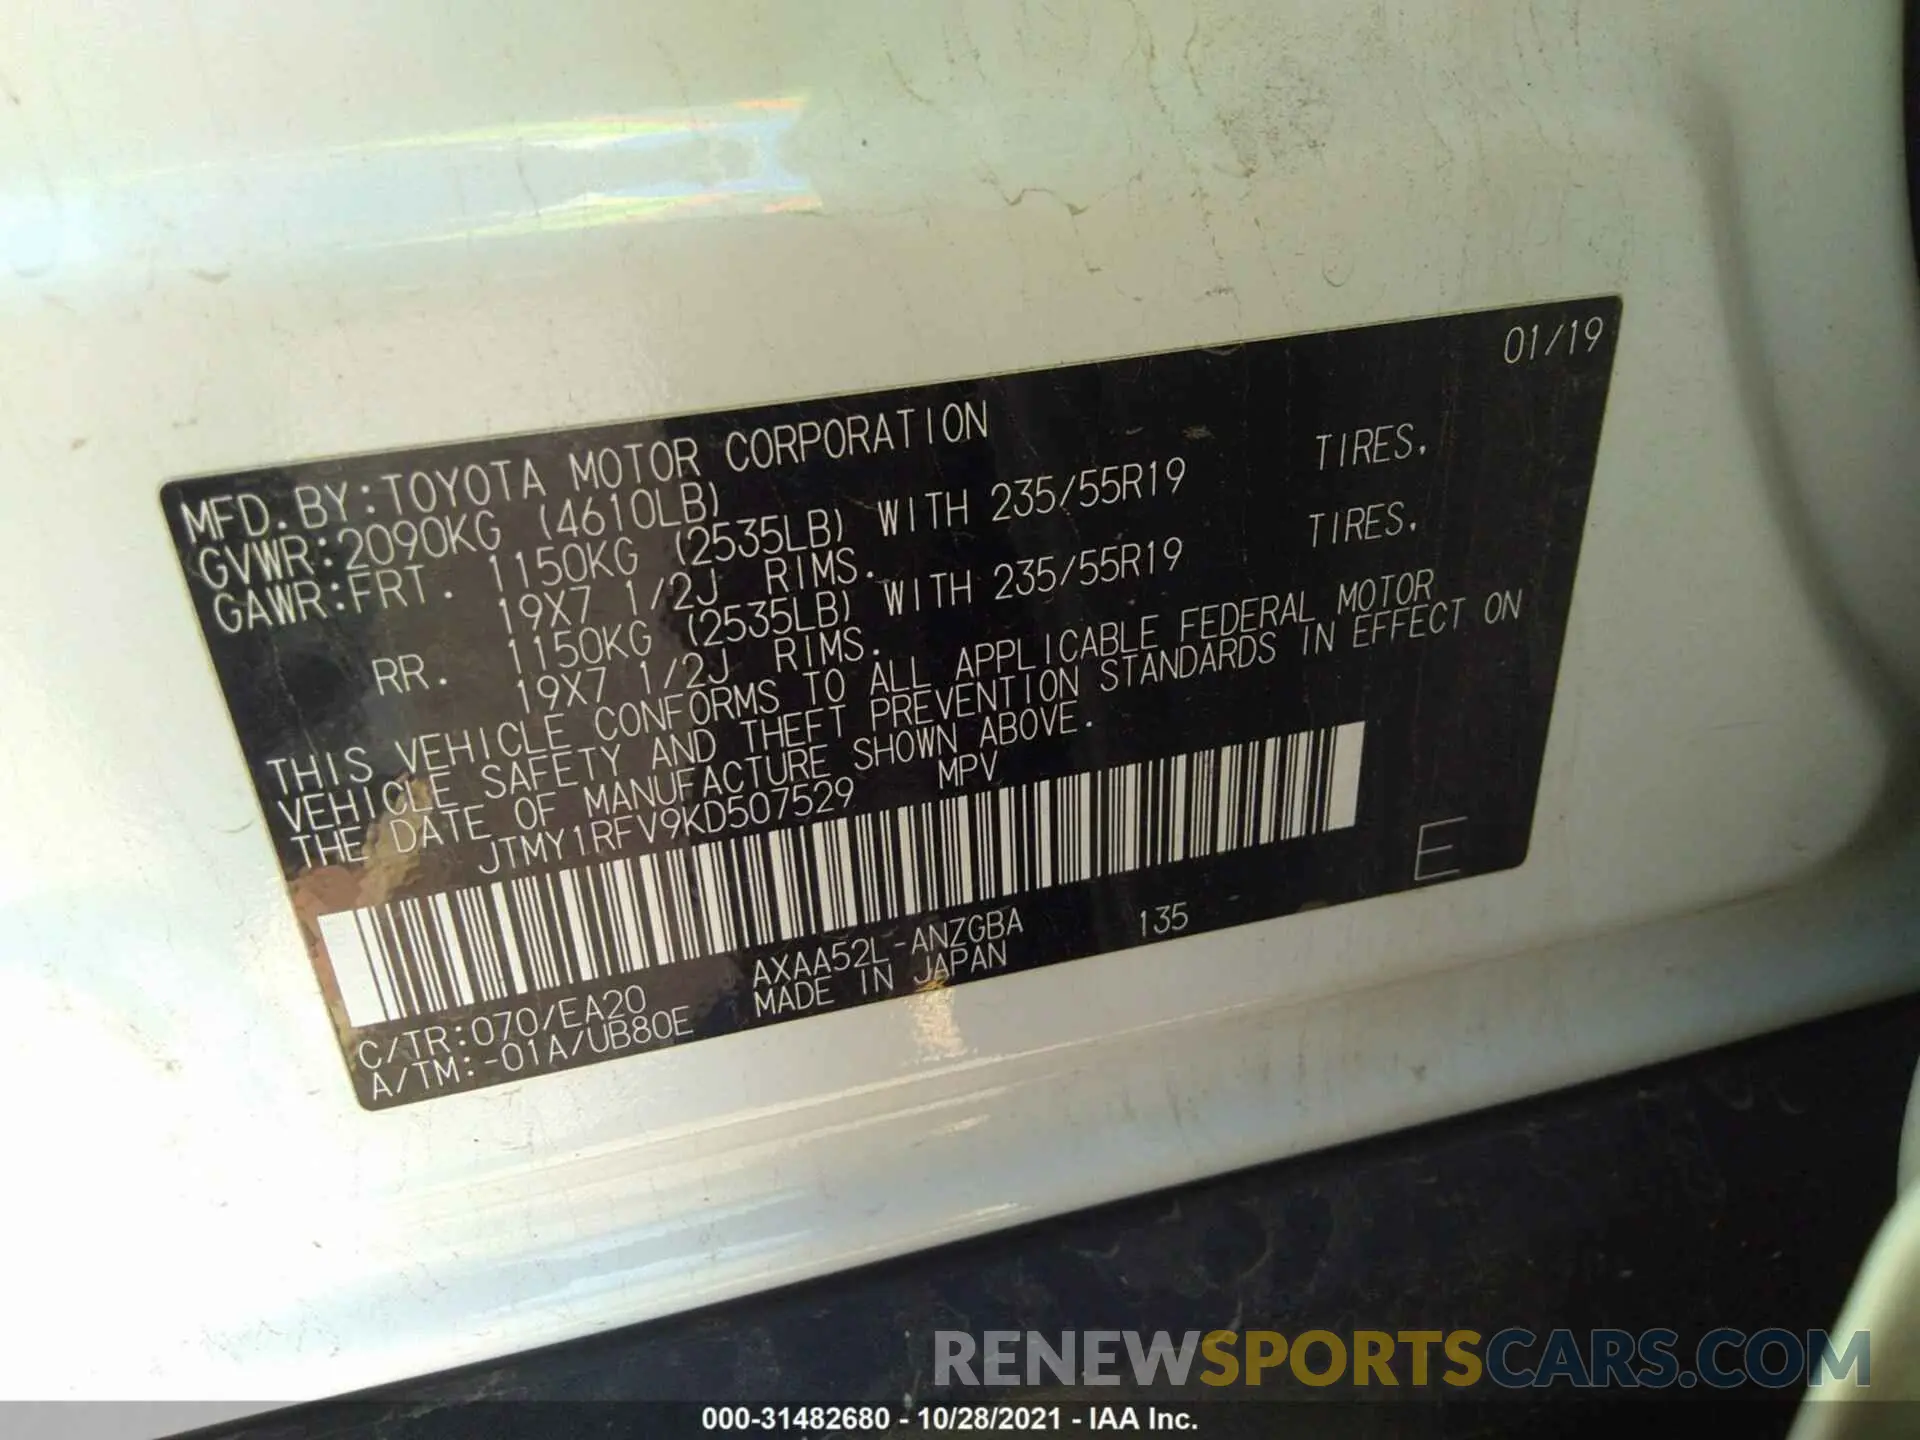 01/19
MFD.BY:TOYOTA MOTOR CORPORATION
GVWR:2090KG (4610LB)
GAWR:FRT. 1150KG (2535LB) WITH 235/55R19 TIRES,
19X7 1/2J RIMS.
RR. 1150KG (2535LB) WITH 235/55R19 TIRES,
19X7 1/2J RIMS.
THIS VEHICLE CONFORMS TO ALL APPLICABLE FEDERAL MOTOR
VEHICLE SAFETY AND THEFT PREVENTION STANDARDS IN EFFECT ON
THE DATE OF MANUFACTURE SHOWN ABOVE.
JTMY1RFV9KD507529 MPV
E
C/TR:070/EA20 AXAA52L-ANZGBA 135
A/TM:-01A/UB80E MADE IN JAPAN
RENEWSPORTSCARS.COM
000-31482680 - 10/28/2021 - IAA Inc.